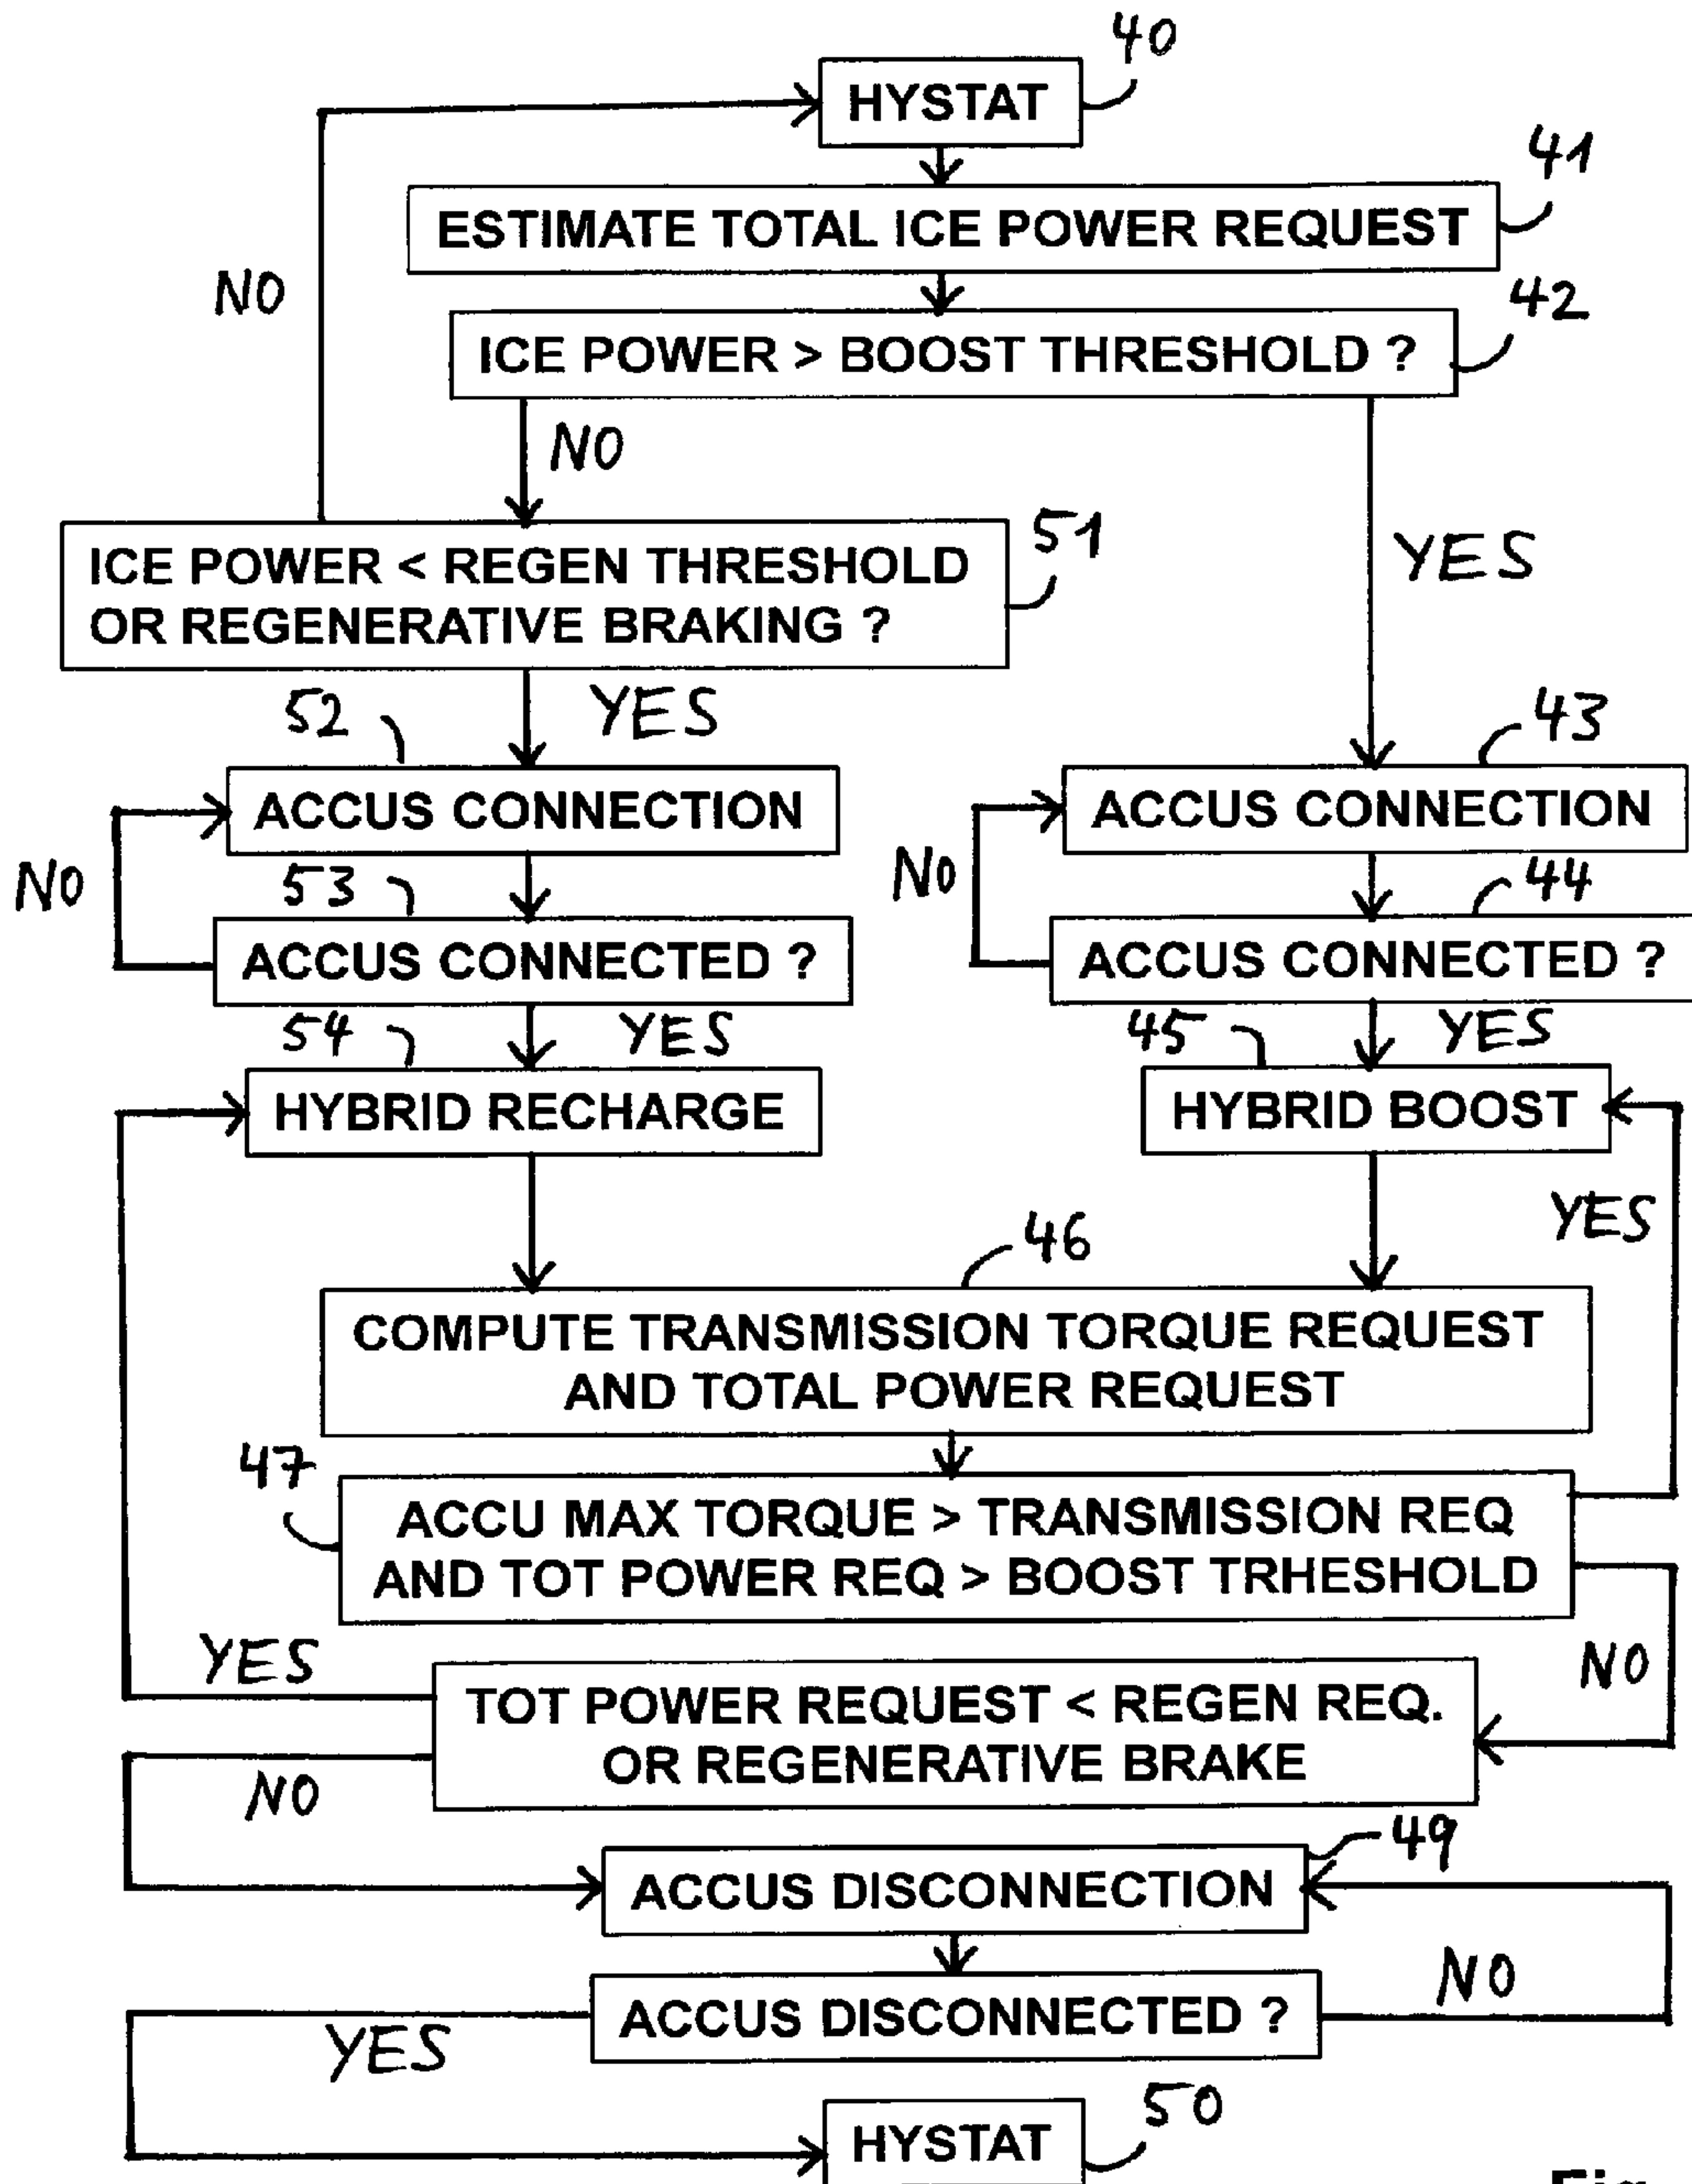 40
HYSTAT
41
ESTIMATE TOTAL ICE POWER REQUEST
NO
42
ICE POWER > BOOST THRESHOLD ?
NO
YES
51
ICE POWER < REGEN THRESHOLD
OR REGENERATIVE BRAKING ?
52
YES
43
ACCUS CONNECTION
ACCUS CONNECTION
NO
53
NO
44
ACCUS CONNECTED ?
ACCUS CONNECTED ?
54
YES
45
YES
HYBRID RECHARGE
HYBRID BOOST
YES
46
COMPUTE TRANSMISSION TORQUE REQUEST
AND TOTAL POWER REQUEST
47
ACCU MAX TORQUE > TRANSMISSION REQ
AND TOT POWER REQ > BOOST TRHESHOLD
YES
NO
TOT POWER REQUEST < REGEN REQ.
OR REGENERATIVE BRAKE
NO
49
ACCUS DISCONNECTION
NO
ACCUS DISCONNECTED ?
YES
50
HYSTAT
Fig